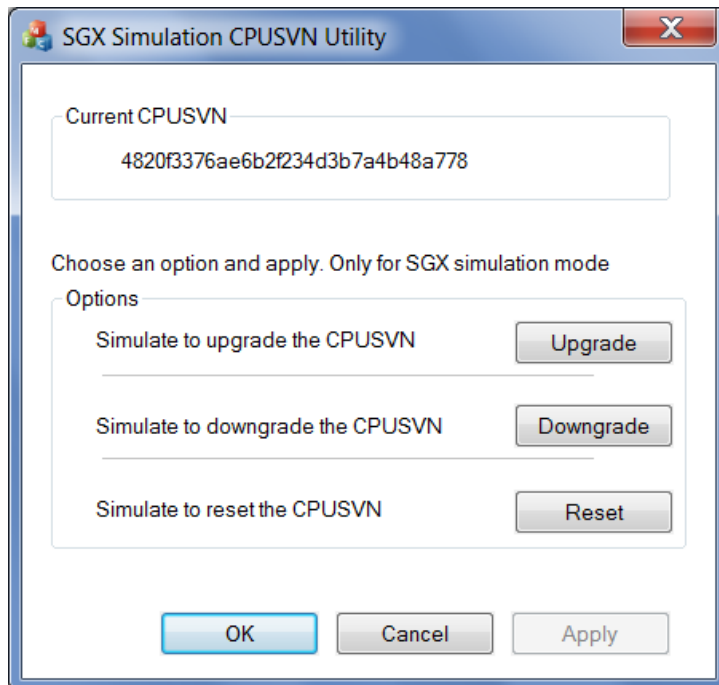 SGX Simulation CPUSVN Utility
X
Current CPUSVN
4820f3376ae6b2f234d3b7a4b48a778
Choose an option and apply. Only for SGX simulation mode
Options
Simulate to upgrade the CPUSVN
Upgrade
Simulate to downgrade the CPUSVN
Downgrade
Simulate to reset the CPUSVN
Reset
OK
Cancel
Apply